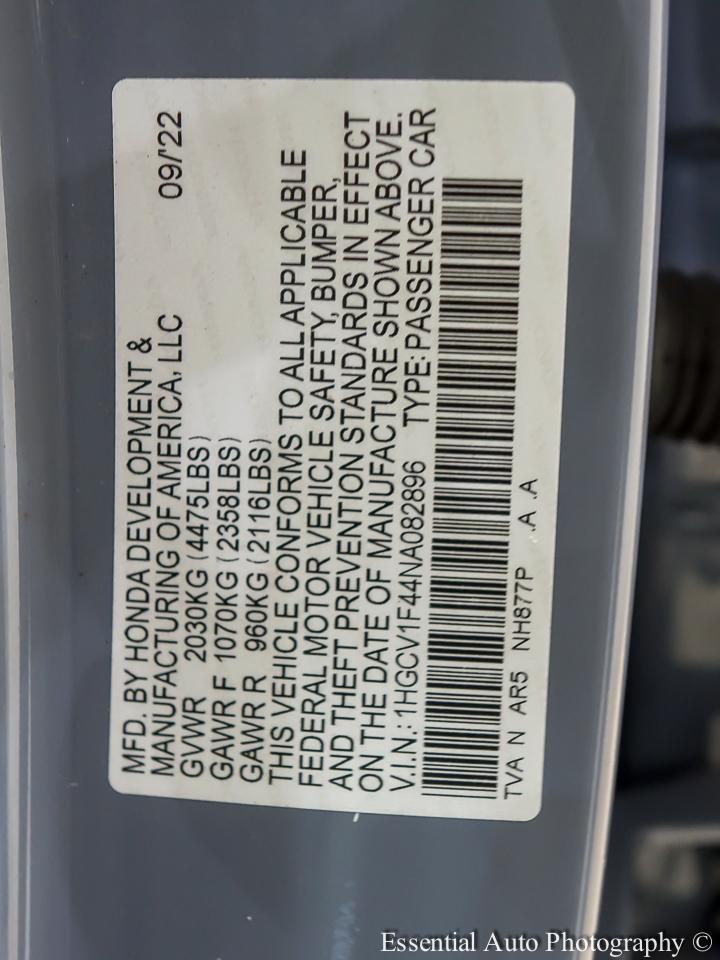 MFD. BY HONDA DEVELOPMENT & 09/'22
MANUFACTURING OF AMERICA, LLC
GVWR 2030KG (4475LBS)
GAWR F 1070KG (2358LBS)
GAWR R 960KG (2116LBS)
THIS VEHICLE CONFORMS TO ALL APPLICABLE
FEDERAL MOTOR VEHICLE SAFETY, BUMPER,
AND THEFT PREVENTION STANDARDS IN EFFECT
ON THE DATE OF MANUFACTURE SHOWN ABOVE.
V.I.N.: 1HGCV1F44NA082896 TYPE: PASSENGER CAR
TVA N AR5 NH877P .A .A
Essential Auto Photography ©